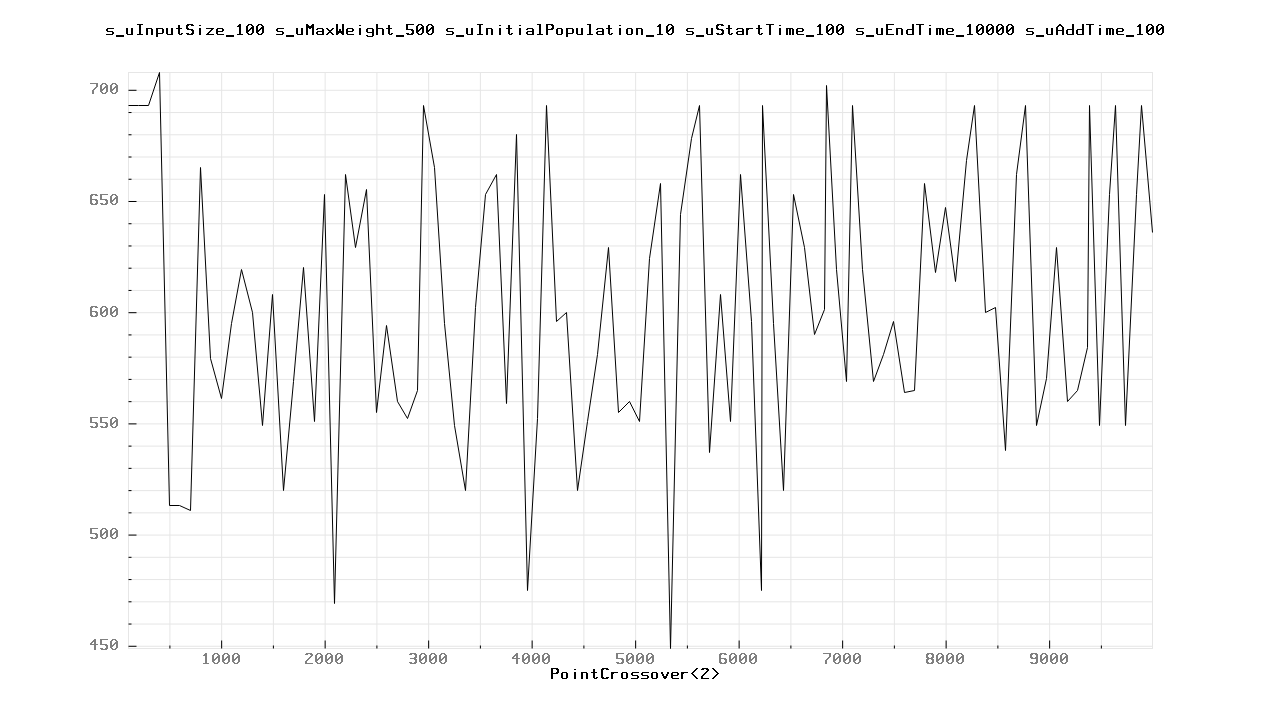 s_uInputSize_100 s_uMaxWeight_500 s_uInitialPopulation_10 s_uStartTime_100 s_uEndTime_10000 s_uAddTime_100
700
650
600
550
500
450
1000 2000 3000 4000 5000 6000 7000 8000 9000
PointCrossover<2>